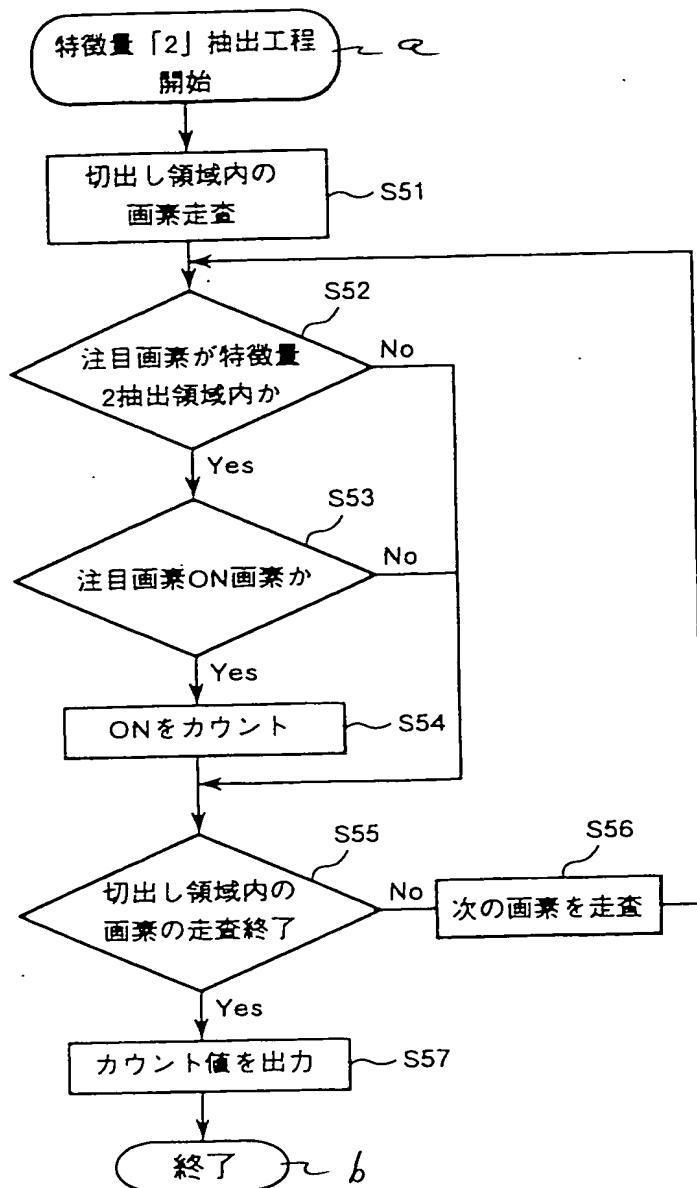 特徴量「2」抽出工程
開始
a
切出し領域内の
画素走査
S51
S52
注目画素が特徴量
2抽出領域内か
No
Yes
S53
注目画素ON画素か
No
Yes
ONをカウント
S54
S55
切出し領域内の
画素の走査終了
No
S56
次の画素を走査
Yes
カウント値を出力
S57
終了
b